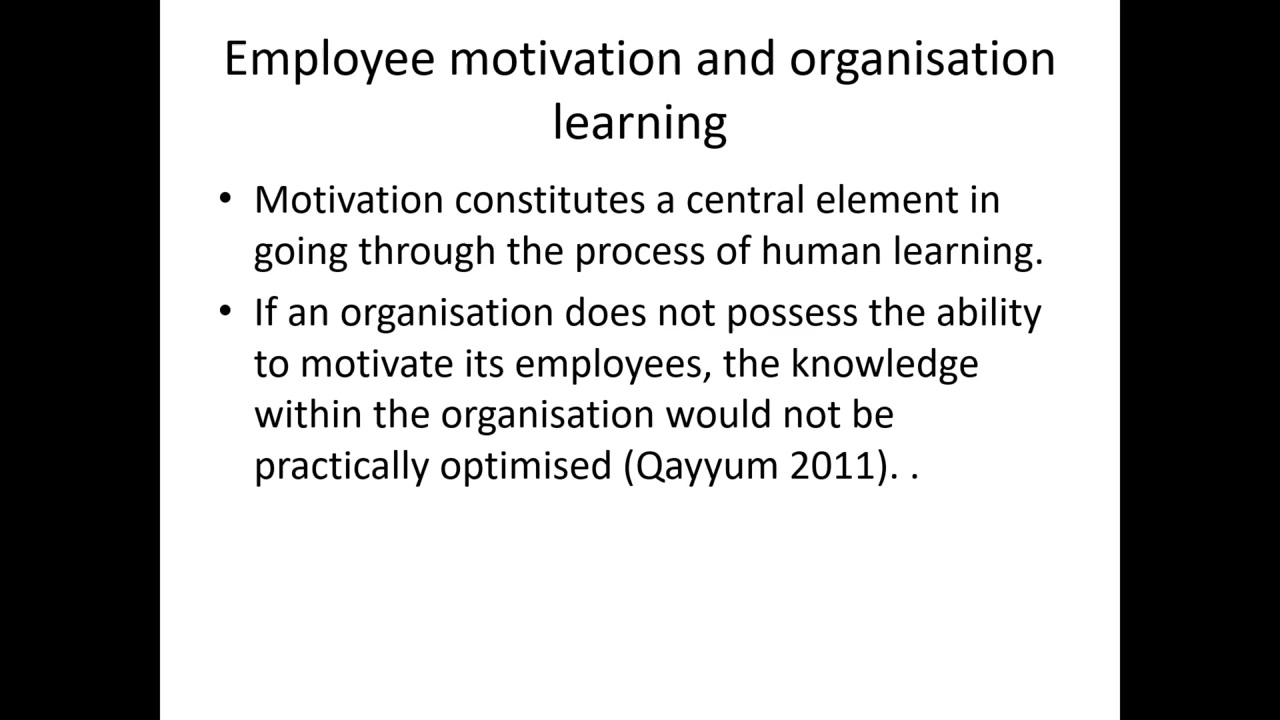 Employee motivation and organisation
learning
• Motivation constitutes a central element in
going through the process of human learning.
• If an organisation does not possess the ability
to motivate its employees, the knowledge
within the organisation would not be
practically optimised (Qayyum 2011). .